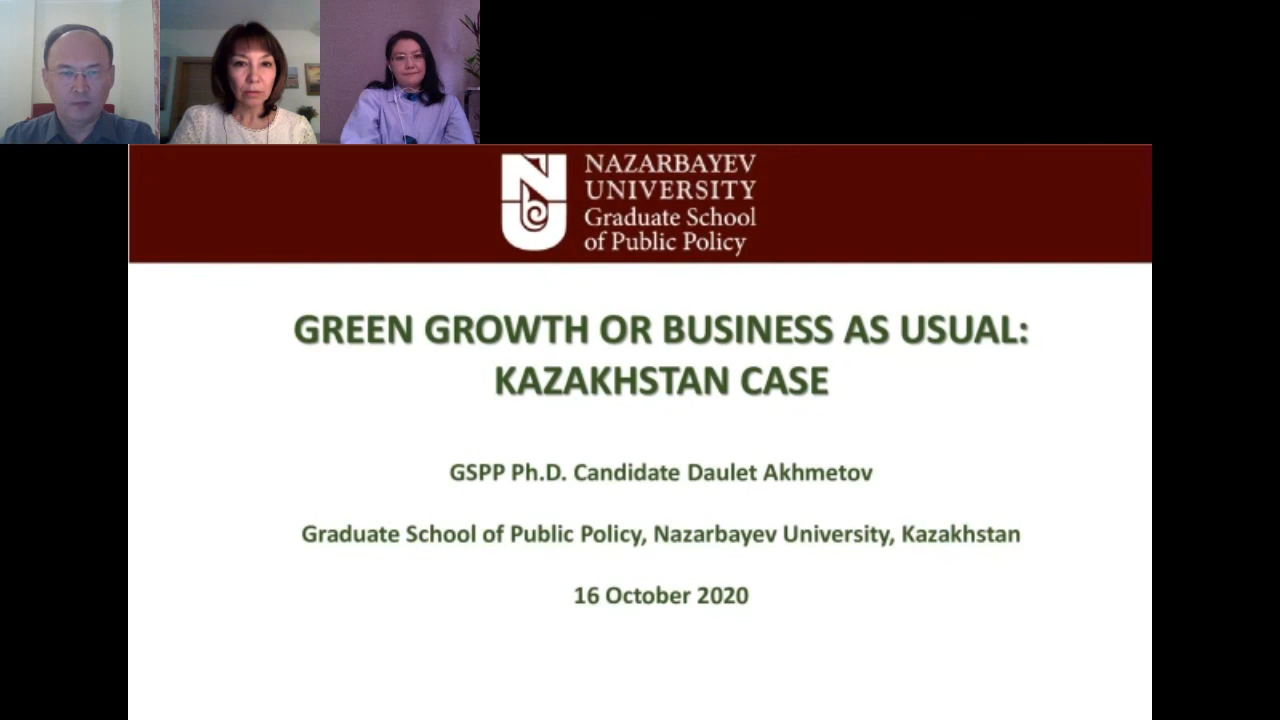 NAZARBAYEV
UNIVERSITY
Graduate School
of Public Policy
GREEN GROWTH OR BUSINESS AS USUAL:
KAZAKHSTAN CASE
GSPP Ph.D. Candidate Daulet Akhmetov
Graduate School of Public Policy, Nazarbayev University, Kazakhstan
16 October 2020